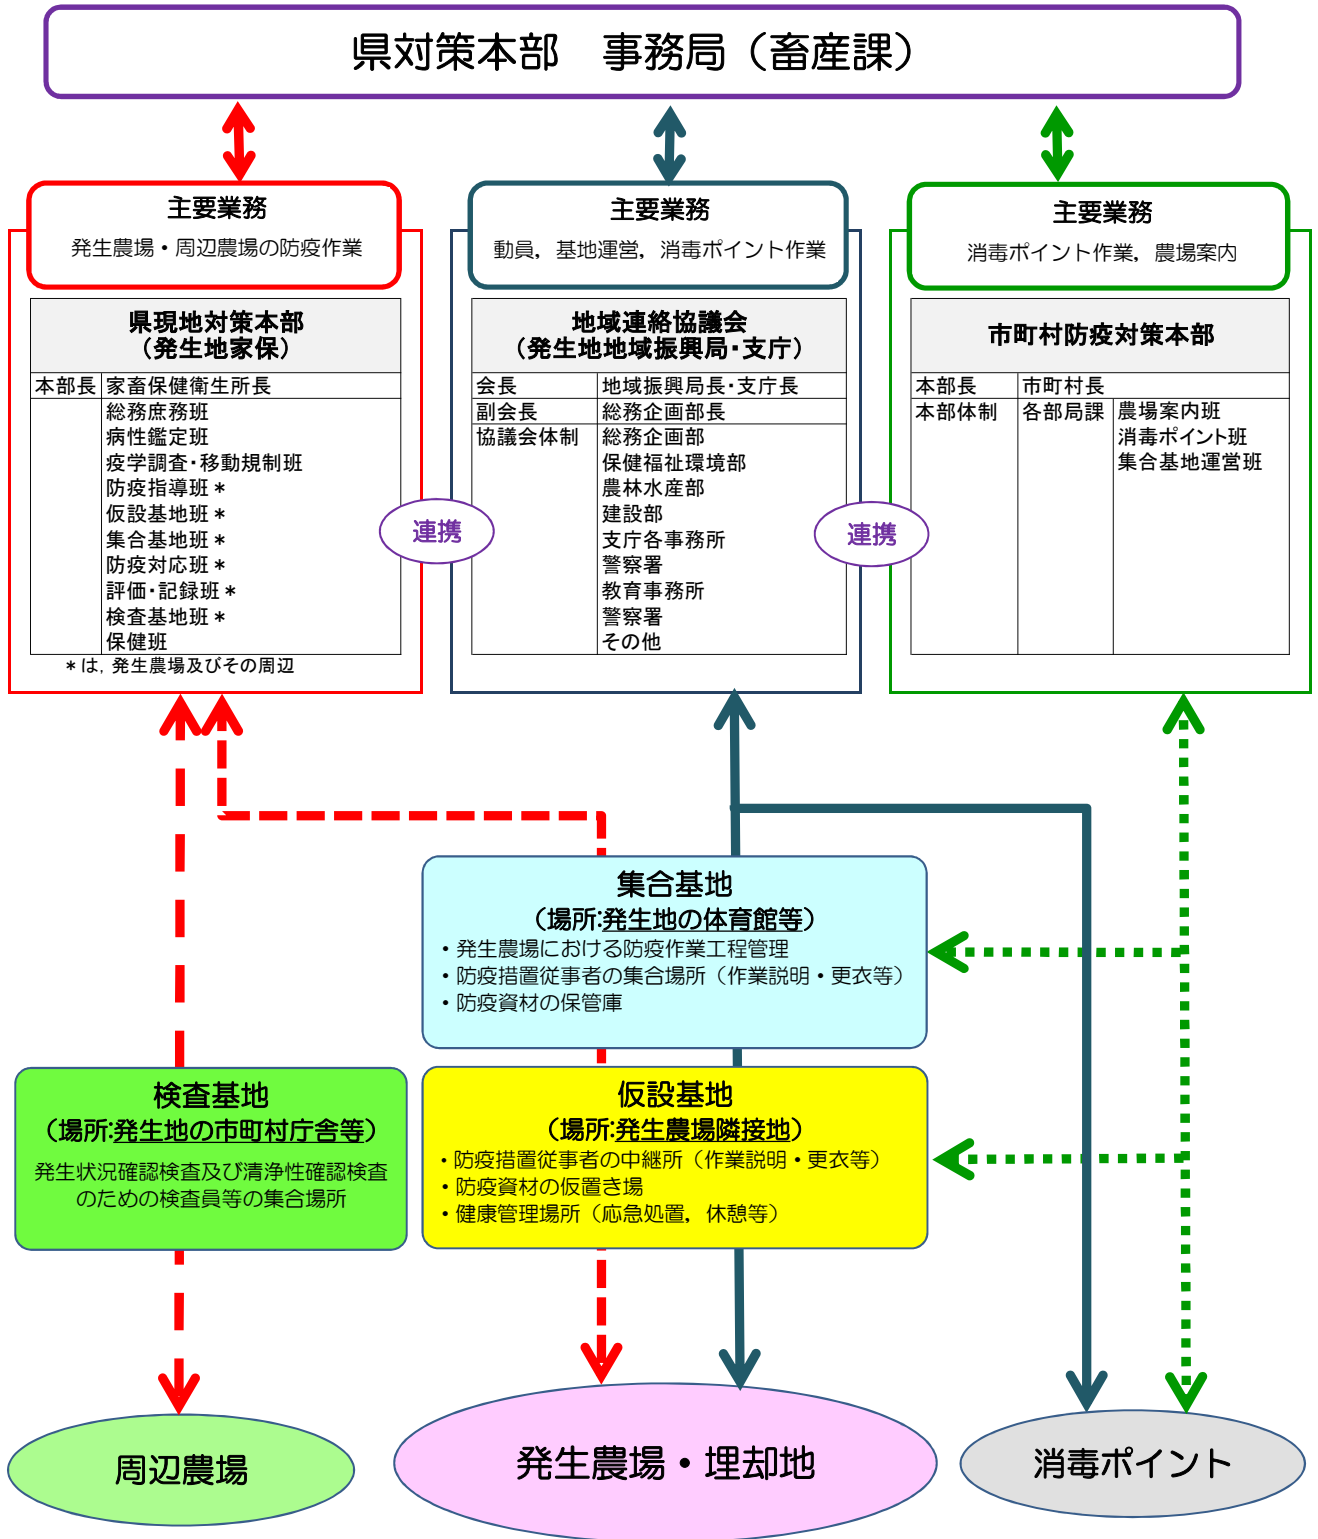 県対策本部　事務局（畜産課）
主要業務
発生農場・周辺農場の防疫作業
県現地対策本部
（発生地家保）
本部長 家畜保健衛生所長
総務庶務班
病性鑑定班
疫学調査・移動規制班
防疫指導班＊
仮設基地班＊
集合基地班＊
防疫対応班＊
評価・記録班＊
検査基地班＊
保健班
＊は，発生農場及びその周辺
連携
主要業務
動員，基地運営，消毒ポイント作業
地域連絡協議会
（発生地地域振興局・支庁）
会長 地域振興局長・支庁長
副会長 総務企画部長
協議会体制 総務企画部
保健福祉環境部
農林水産部
建設部
支庁各事務所
警察署
教育事務所
警察署
その他
連携
主要業務
消毒ポイント作業，農場案内
市町村防疫対策本部
本部長 市町村長
本部体制 各部局課 農場案内班
消毒ポイント班
集合基地運営班
集合基地
（場所:発生地の体育館等）
・発生農場における防疫作業工程管理
・防疫措置従事者の集合場所（作業説明・更衣等）
・防疫資材の保管庫
検査基地
（場所:発生地の市町村庁舎等）
発生状況確認検査及び清浄性確認検査
のための検査員等の集合場所
仮設基地
（場所:発生農場隣接地）
・防疫措置従事者の中継所（作業説明・更衣等）
・防疫資材の仮置き場
・健康管理場所（応急処置，休憩等）
周辺農場
発生農場・埋却地
消毒ポイント